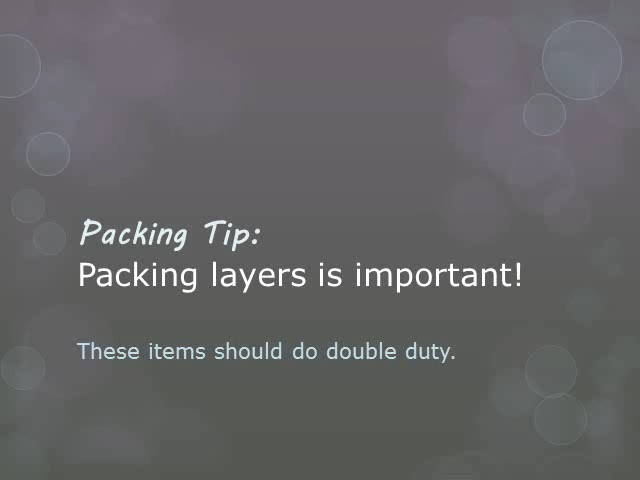 Packing Tip:
Packing layers is important!
These items should do double duty.